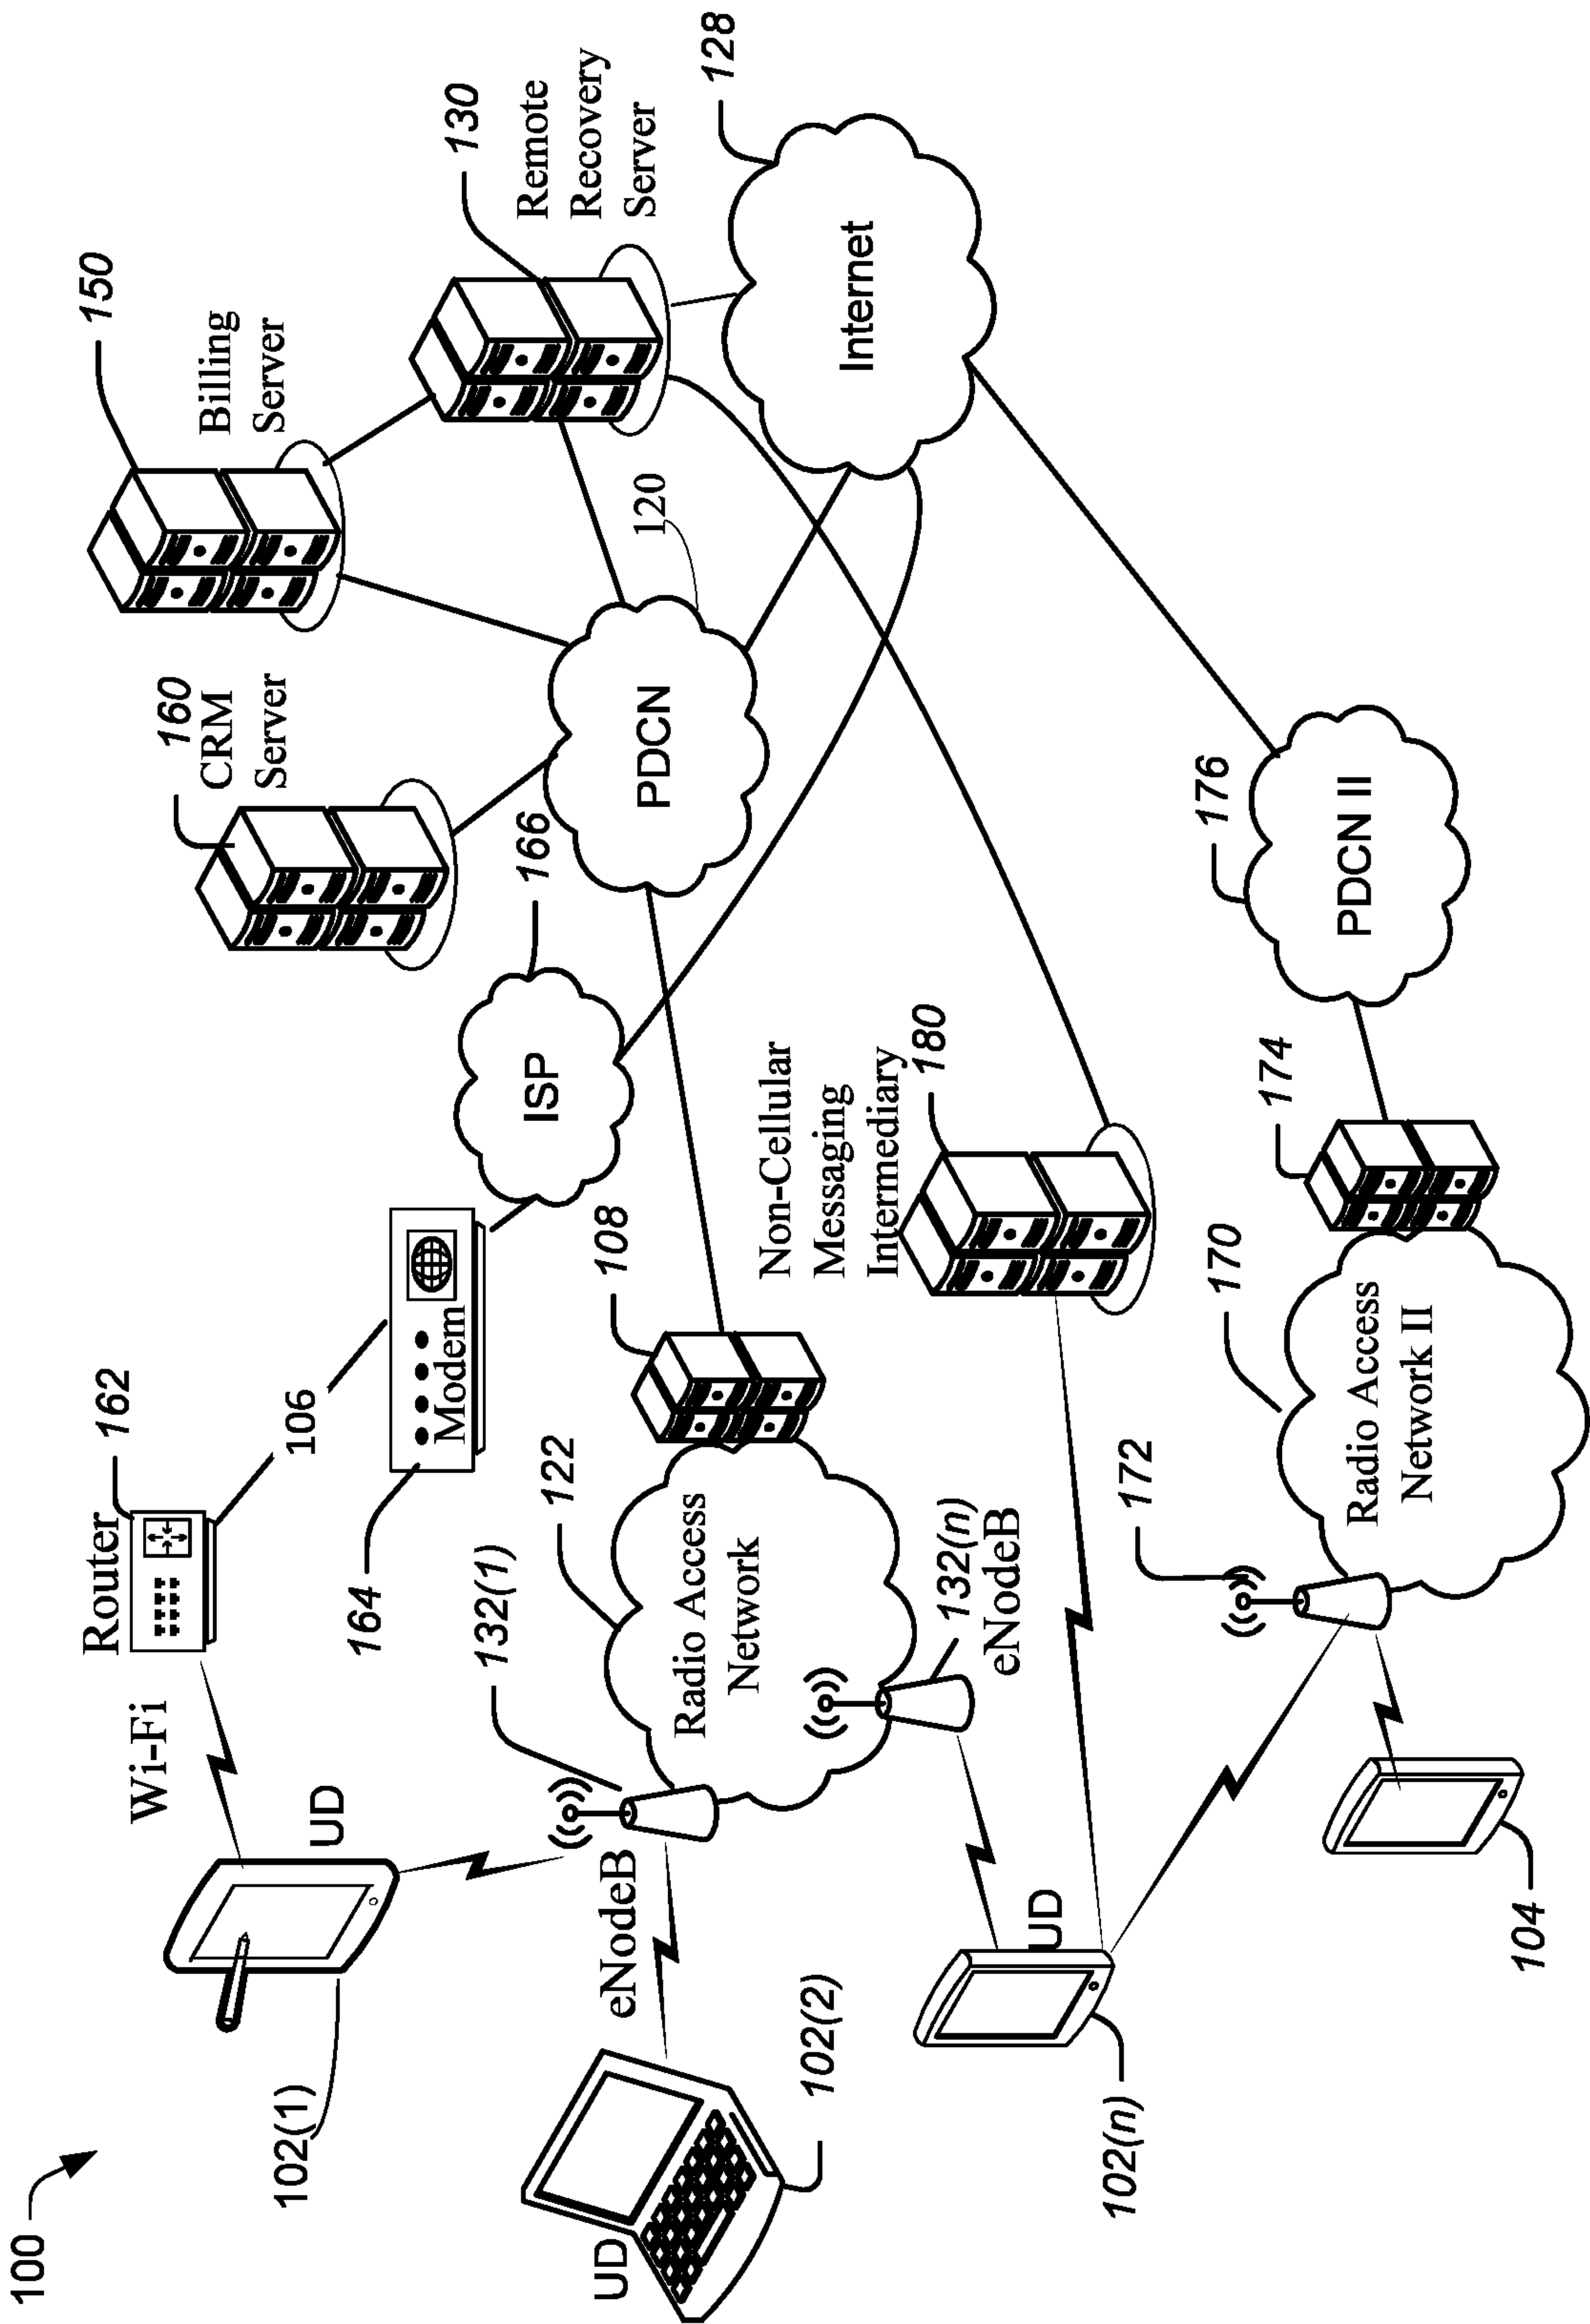 100
102(1)
UD
Wi-Fi
Router
162
106
164
Modem
160
CRM
Server
150
Billing
Server
130
Remote
Recovery
Server
128
Internet
120
PDCN
166
ISP
108
122
132(1)
eNodeB
Radio Access
Network
132(n)
eNodeB
UD
102(2)
UD
102(n)
Non-Cellular
Messaging
Intermediary
180
104
172
170
Radio Access
Network II
174
176
PDCN II